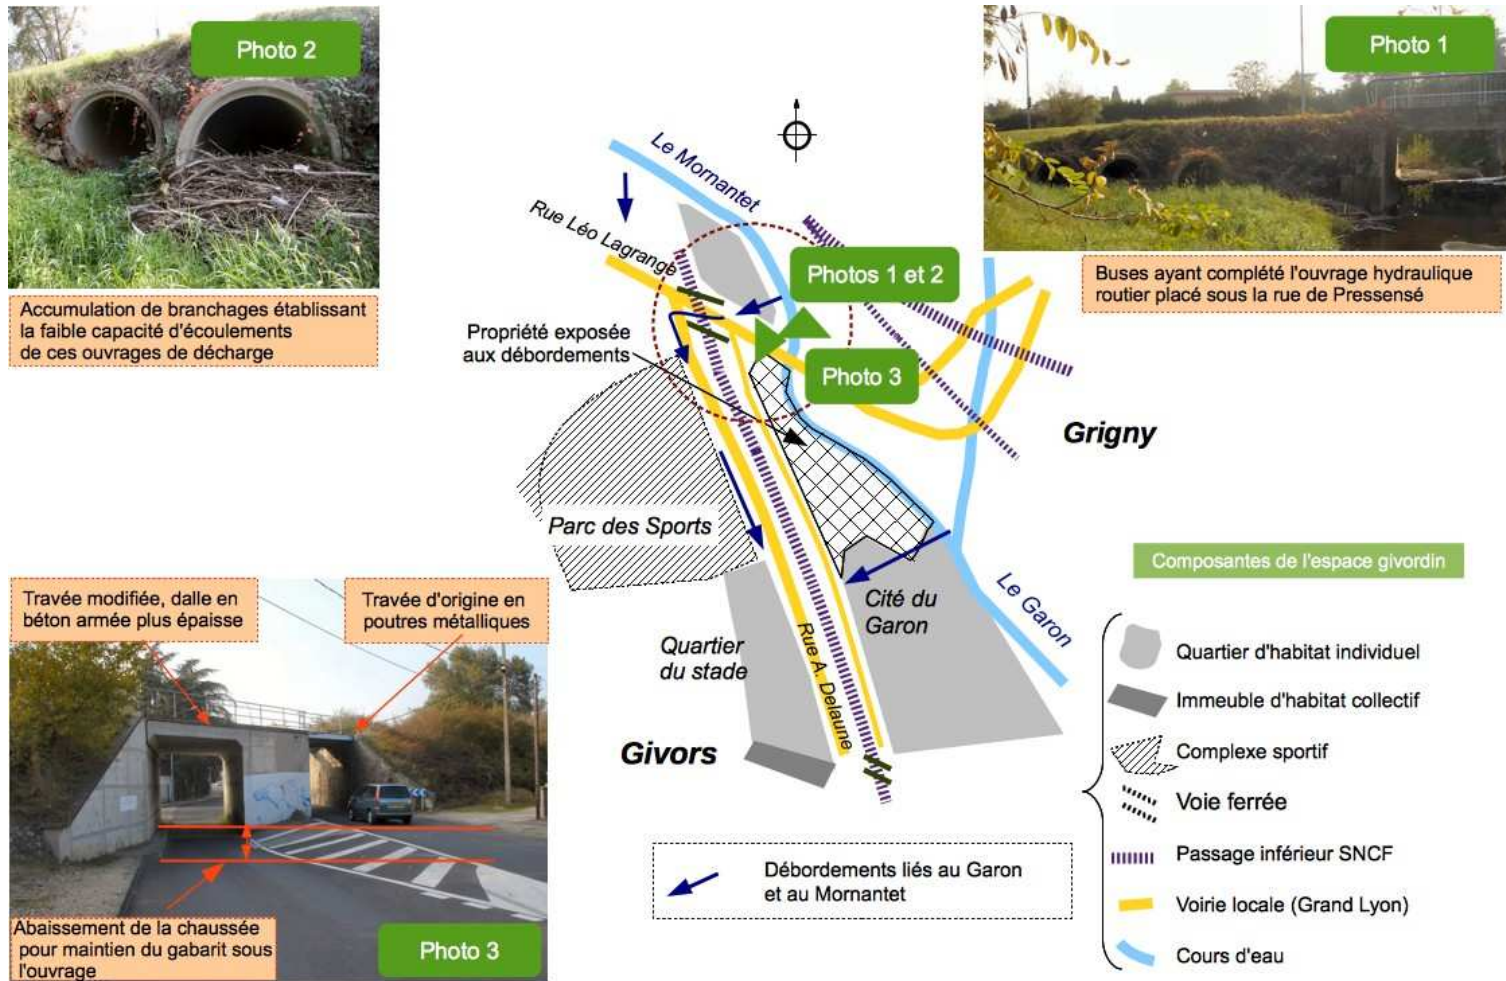 Photo 2
Accumulation de branchages établissant
la faible capacité d'écoulements
de ces ouvrages de décharge
Photo 1
Buses ayant complété l'ouvrage hydraulique
routier placé sous la rue de Pressensé
Le Mornantet
Rue Léo Lagrange
Photos 1 et 2
Propriété exposée
aux débordements
Photo 3
Grigny
Parc des Sports
Cité du
Garon
Le Garon
Quartier
du stade
Rue A. Delaune
Givors
Travée modifiée, dalle en
béton armée plus épaisse
Travée d'origine en
poutres métalliques
Abaissement de la chaussée
pour maintien du gabarit sous
l'ouvrage
Photo 3
Débordements liés au Garon
et au Mornantet
Composantes de l'espace givordin
Quartier d'habitat individuel
Immeuble d'habitat collectif
Complexe sportif
Voie ferrée
Passage inférieur SNCF
Voirie locale (Grand Lyon)
Cours d'eau